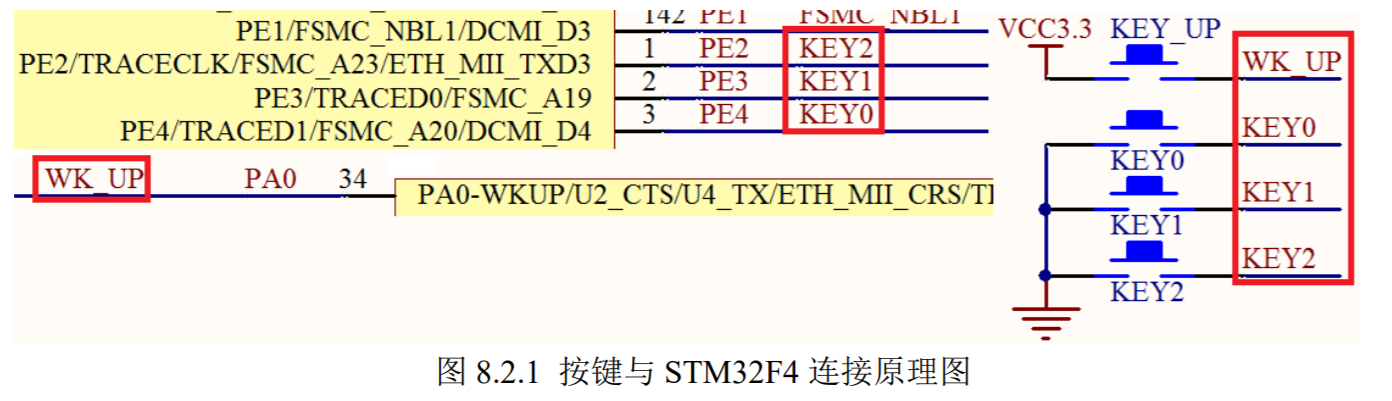 142 PE1 FSMC_NBL1
PE1/FSMC_NBL1/DCMI_D3
1 PE2 KEY2
PE2/TRACECLK/FSMC_A23/ETH_MII_TXD3
2 PE3 KEY1
PE3/TRACED0/FSMC_A19
3 PE4 KEY0
PE4/TRACED1/FSMC_A20/DCMI_D4
WK_UP PA0 34
PA0-WKUP/U2_CTS/U4_TX/ETH_MII_CRS/TI
VCC3.3 KEY_UP
WK_UP
KEY0
KEY0
KEY1
KEY1
KEY2
KEY2
图 8.2.1 按键与 STM32F4 连接原理图